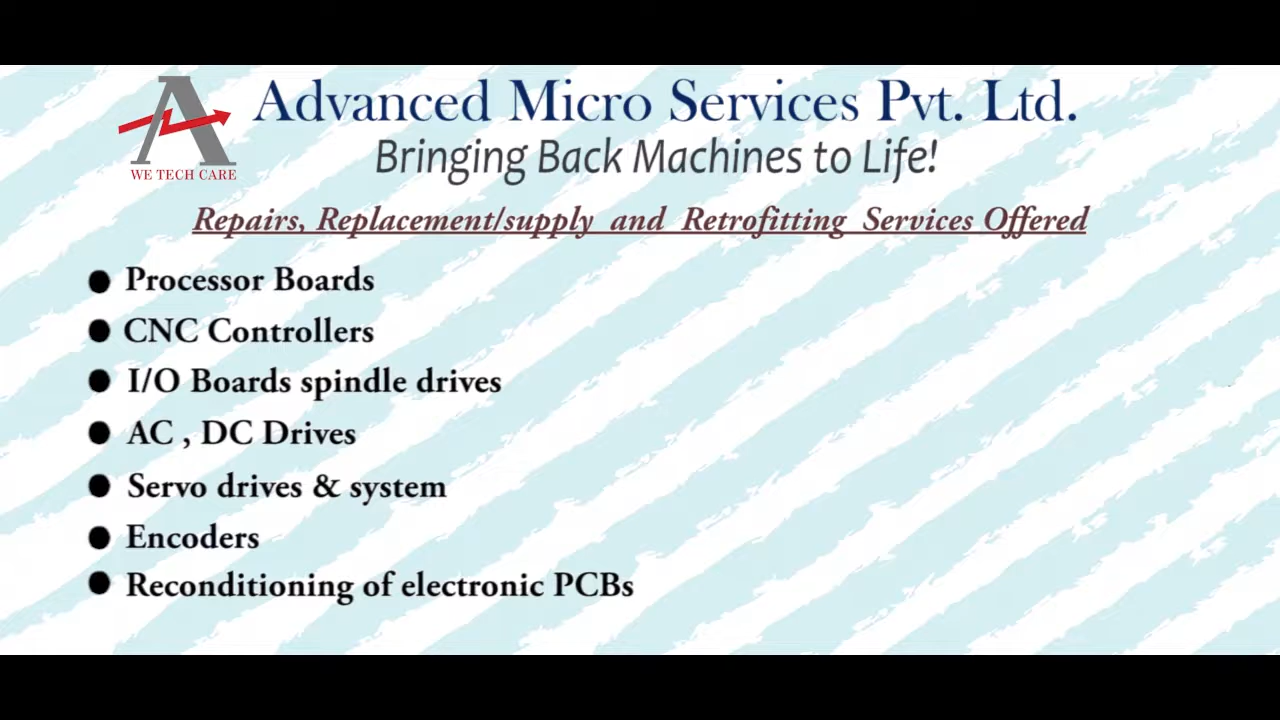 Advanced Micro Services Pvt. Ltd.
Bringing Back Machines to Life!
A
WE TECH CARE
Repairs, Replacement/supply and Retrofitting Services Offered
Processor Boards
CNC Controllers
I/O Boards spindle drives
AC , DC Drives
Servo drives & system
Encoders
Reconditioning of electronic PCBs